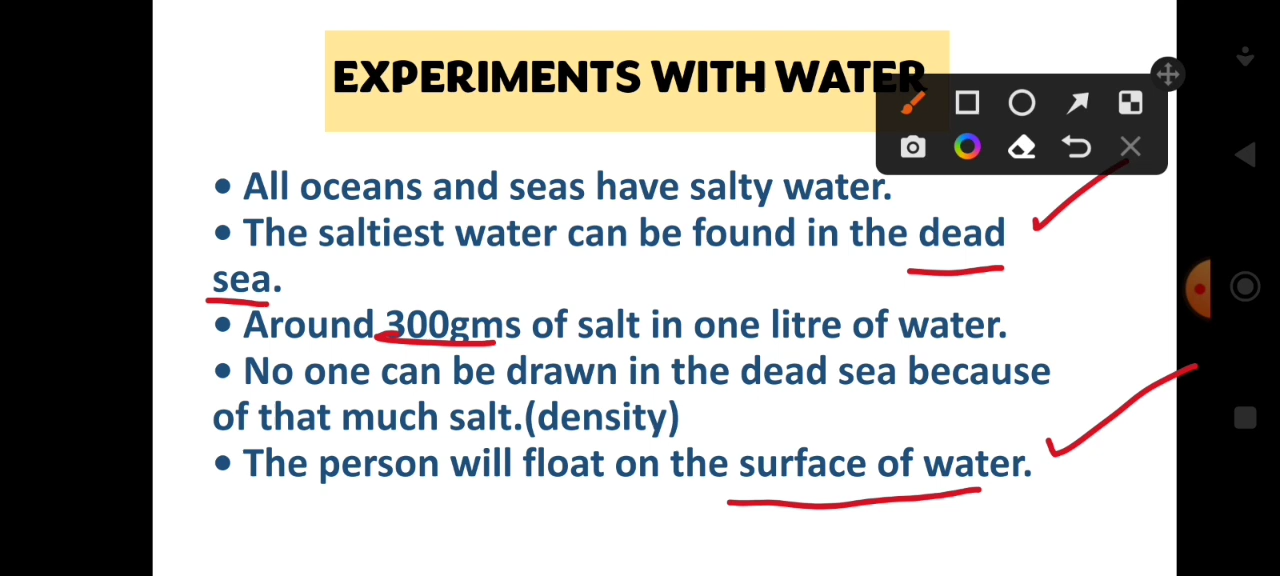 EXPERIMENTS WITH WATER
• All oceans and seas have salty water.
• The saltiest water can be found in the dead
sea.
• Around 300gms of salt in one litre of water.
• No one can be drawn in the dead sea because
of that much salt.(density)
• The person will float on the surface of water.